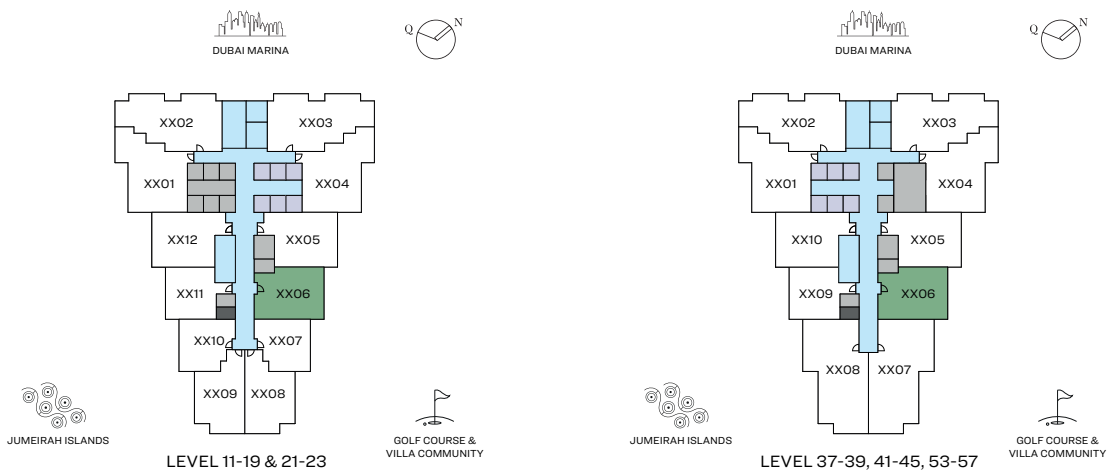 DUBAI MARINA
Q N
XX02 XX03
XX01 XX04
XX12 XX05
XX11 XX06
XX10 XX07
XX09 XX08
JUMEIRAH ISLANDS
GOLF COURSE &
VILLA COMMUNITY
LEVEL 11-19 & 21-23
DUBAI MARINA
Q N
XX02 XX03
XX01 XX04
XX10 XX05
XX09 XX06
XX08 XX07
JUMEIRAH ISLANDS
GOLF COURSE &
VILLA COMMUNITY
LEVEL 37-39, 41-45, 53-57